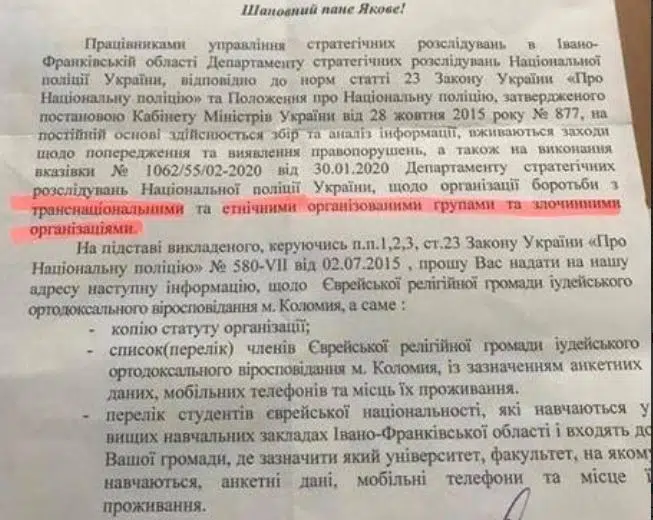 Шановний пане Якове!
Працівниками управління стратегічних розслідувань в Івано-
Франківській області Департаменту стратегічних розслідувань Національної
поліції України, відповідно до норм статті 23 Закону України «Про
Національну поліцію» та Положення про Національну поліцію, затвердженого
постановою Кабінету Міністрів України від 28 жовтня 2015 року № 877, на
постійній основі здійснюється збір та аналіз інформації, вживаються заходи
щодо попередження та виявлення правопорушень, а також на виконання
вказівки № 1062/55/02-2020 від 30.01.2020 Департаменту стратегічних
розслідувань Національної поліції України, щодо організації боротьби з
транснаціональними та етнічними організованими групами та злочинними
організаціями.
На підставі викладеного, керуючись п.п.1,2,3, ст.23 Закону України «Про
Національну поліцію» № 580-VII від 02.07.2015 , прошу Вас надати на нашу
адресу наступну інформацію, щодо Єврейської релігійної громади іудейського
ортодоксального віросповідання м. Коломия, а саме :
- копію статуту організації;
- список(перелік) членів Єврейської релігійної громади іудейського
ортодоксального віросповідання м. Коломия, із зазначенням анкетних
даних, мобільних телефонів та місць їх проживання.
- перелік студентів єврейської національності, які навчаються у
вищих навчальних закладах Івано-Франківської області і входять до
Вашої громади, де зазначити який університет, факультет, на якому
навчаються, анкетні дані, мобільні телефони та місце ї
проживання.